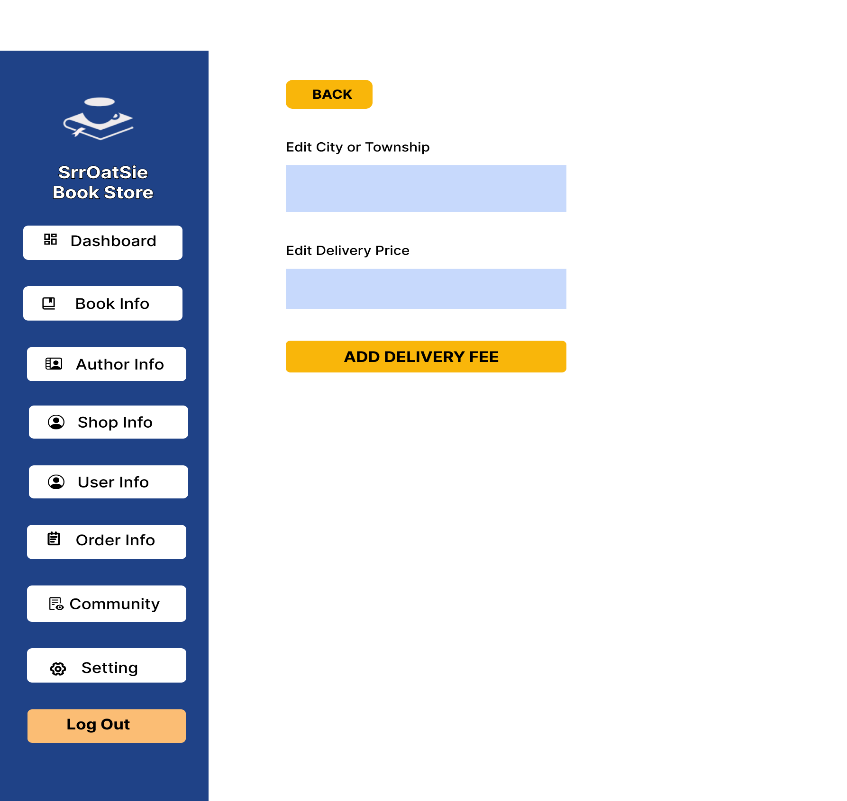 SrrOatSie
Book Store
Dashboard
Book Info
Author Info
Shop Info
User Info
Order Info
Community
Setting
Log Out
BACK
Edit City or Township
Edit Delivery Price
ADD DELIVERY FEE